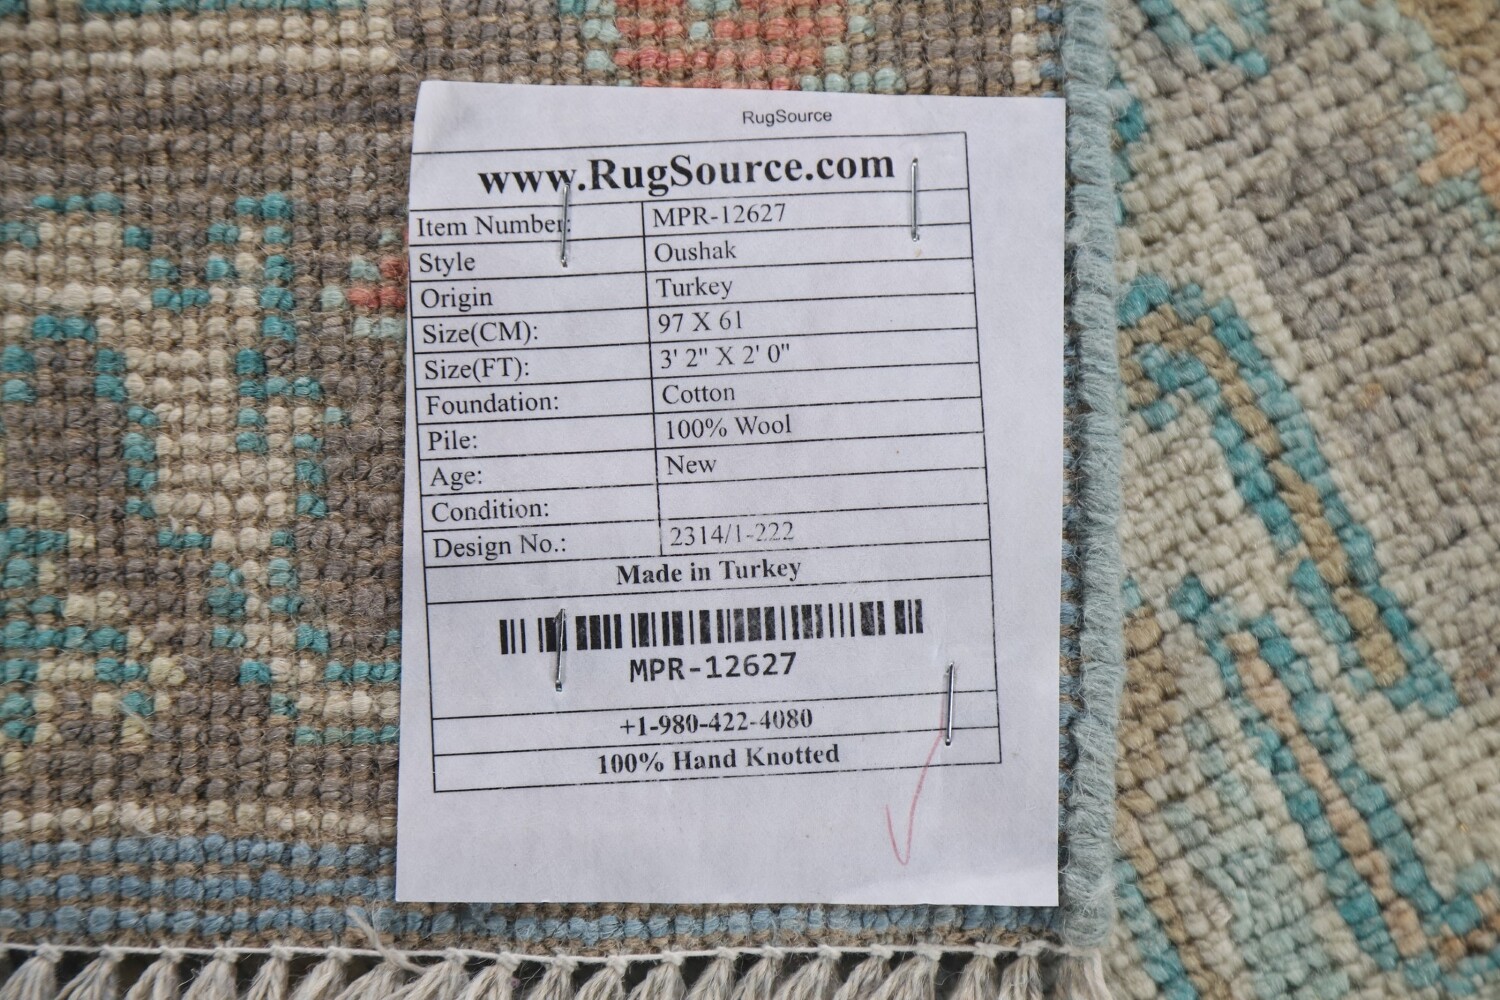 RugSource
www.RugSource.com
Item Number: MPR-12627
Style Oushak
Origin Turkey
Size(CM): 97 X 61
Size(FT): 3' 2" X 2' 0"
Foundation: Cotton
Pile: 100% Wool
Age: New
Condition:
Design No.: 2314/1-222
Made in Turkey
MPR-12627
+1-980-422-4080
100% Hand Knotted